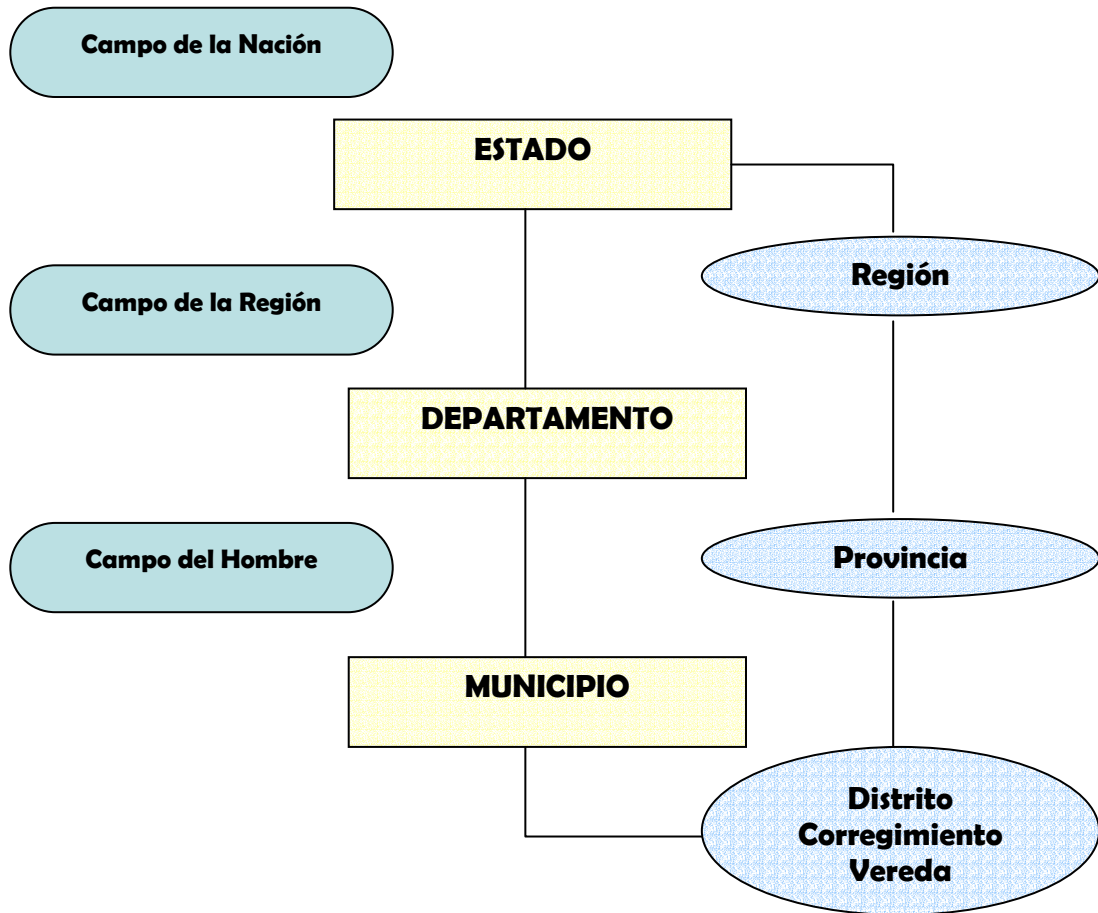 Campo de la Nación
ESTADO
Región
Campo de la Región
DEPARTAMENTO
Campo del Hombre
Provincia
MUNICIPIO
Distrito
Corregimiento
Vereda